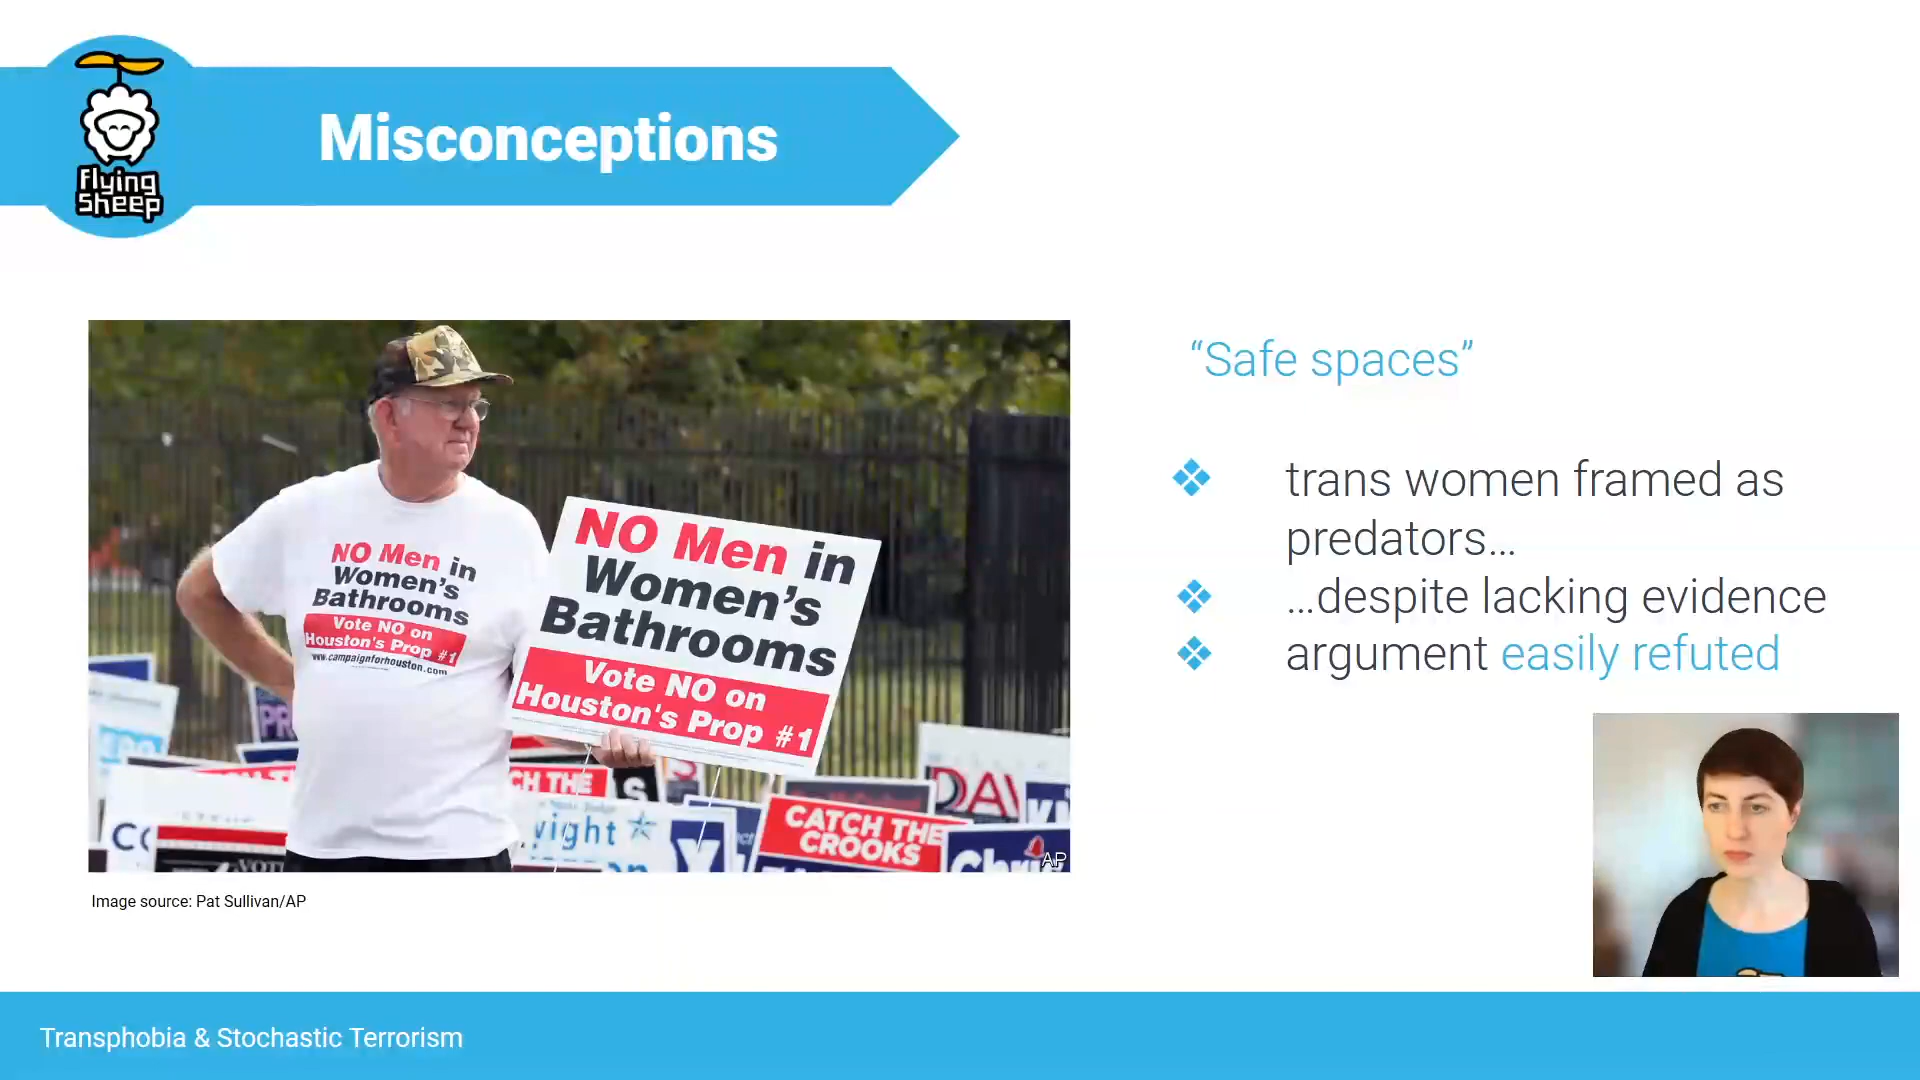 Flying
Sheep
Misconceptions
“Safe spaces”
trans women framed as
predators…
…despite lacking evidence
argument easily refuted
NO Men in
Women's
Bathrooms
Vote NO on
Houston's Prop #1
www.campaignforhouston.com
NO Men in
Women's
Bathrooms
Vote NO on
Houston's Prop #1
CH THE
CATCH THE
CROOKS
AP
Image source: Pat Sullivan/AP
Transphobia & Stochastic Terrorism